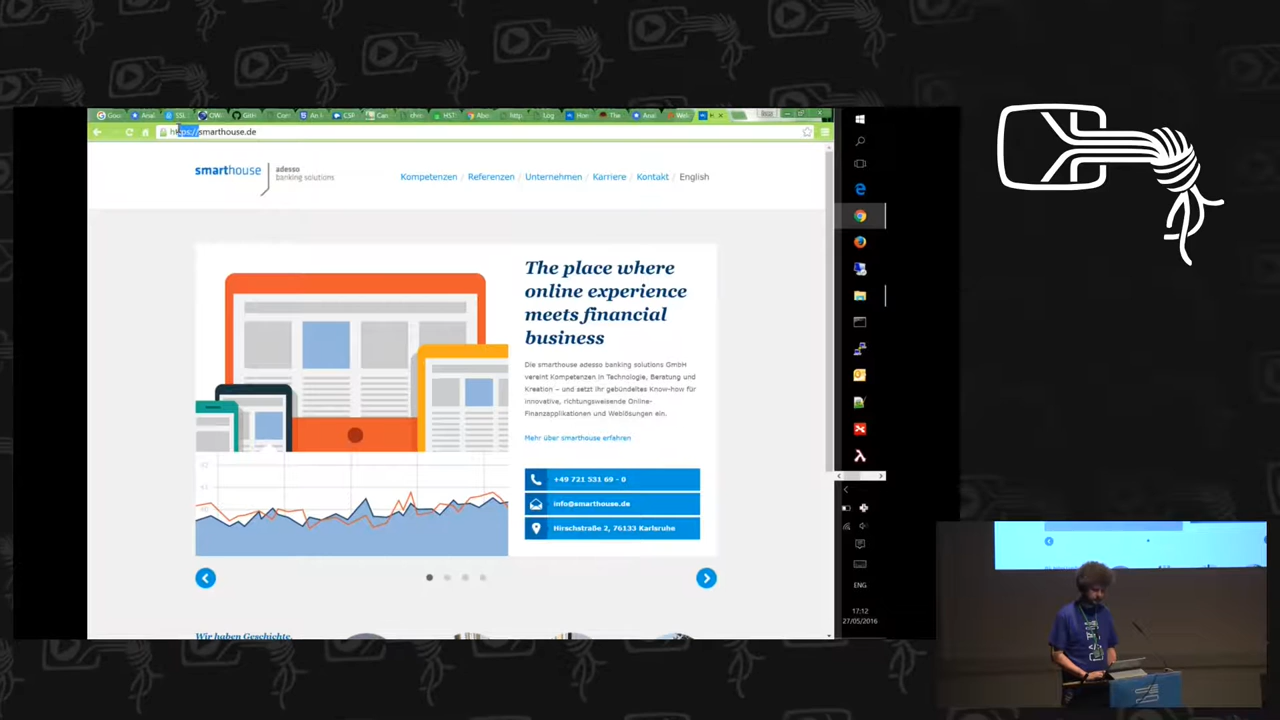 https://smarthouse.de
smarthouse
adesso
banking solutions
Kompetenzen / Referenzen / Unternehmen / Karriere / Kontakt / English
The place where
online experience
meets financial
business
Die smarthouse adesso banking solutions GmbH
vereint Kompetenzen in Technologie, Beratung und
Kreation – und setzt ihr gebündeltes Know-how für
innovative, richtungsweisende Online-
Finanzapplikationen und Weblösungen ein.
Mehr über smarthouse erfahren
+49 721 531 69 - 0
info@smarthouse.de
Hirschstraße 2, 76133 Karlsruhe
Wir haben Geschichte.
ENG
17:12
27/05/2016